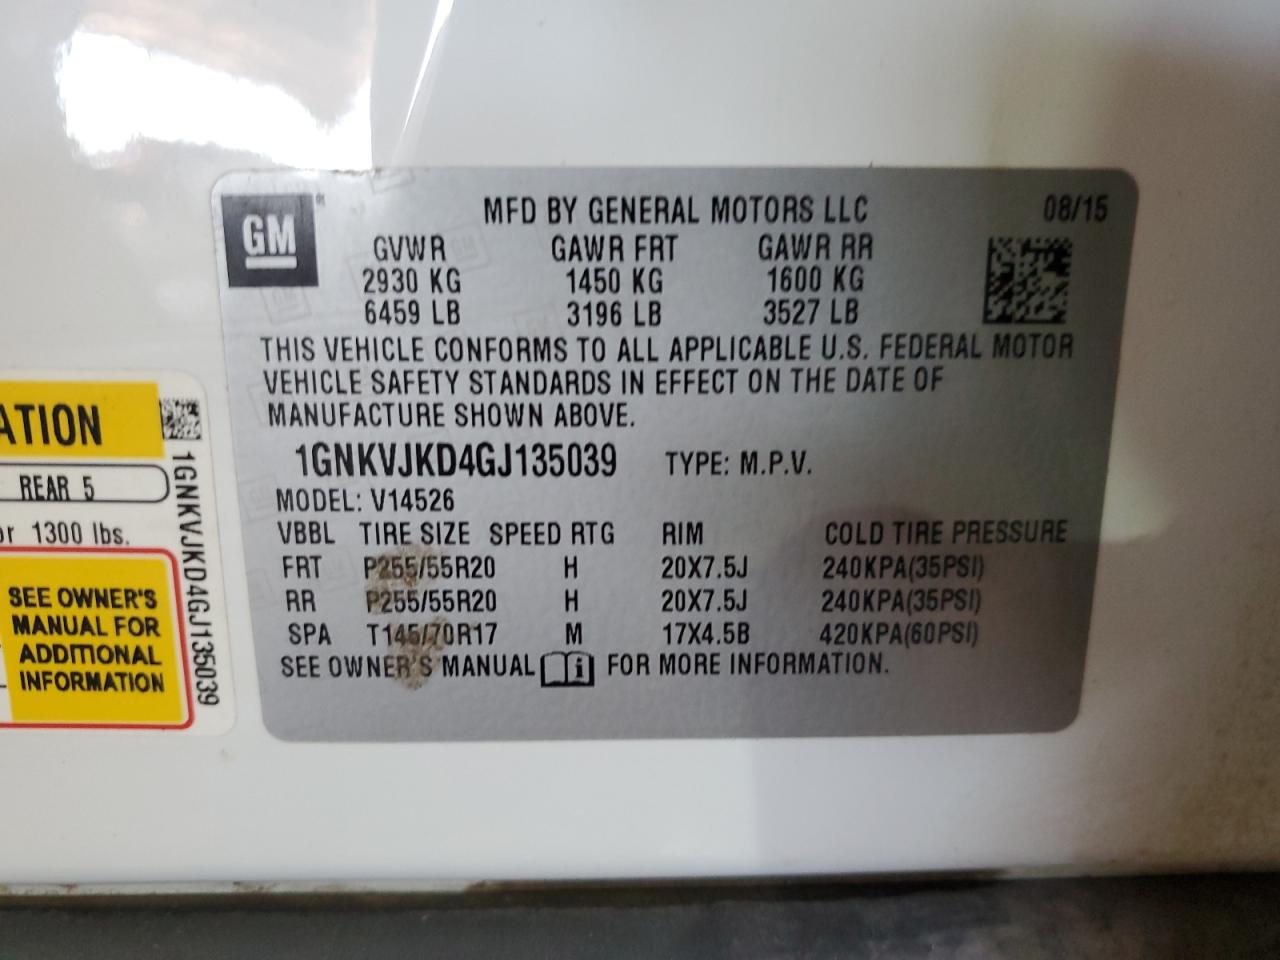 GM
MFD BY GENERAL MOTORS LLC 08/15
GVWR GAWR FRT GAWR RR
2930 KG 1450 KG 1600 KG
6459 LB 3196 LB 3527 LB
THIS VEHICLE CONFORMS TO ALL APPLICABLE U.S. FEDERAL MOTOR
VEHICLE SAFETY STANDARDS IN EFFECT ON THE DATE OF
MANUFACTURE SHOWN ABOVE.
1GNKVJKD4GJ135039 TYPE: M.P.V.
MODEL: V14526
VBBL TIRE SIZE SPEED RTG RIM COLD TIRE PRESSURE
FRT P255/55R20 H 20X7.5J 240KPA(35PSI)
RR P255/55R20 H 20X7.5J 240KPA(35PSI)
SPA T145/70R17 M 17X4.5B 420KPA(60PSI)
SEE OWNER'S MANUAL i FOR MORE INFORMATION.
ATION
REAR 5
or 1300 lbs.
SEE OWNER'S
MANUAL FOR
ADDITIONAL
INFORMATION
1GNKVJKD4GJ135039